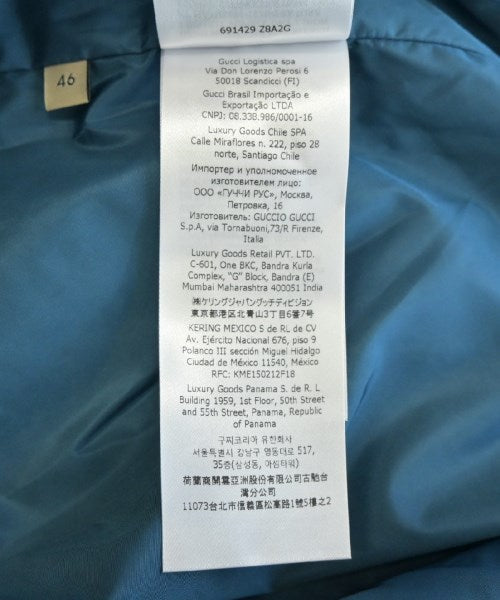 691429 Z8A2G
46
Gucci Logistica spa
Via Don Lorenzo Perosi 6
50018 Scandicci (FI)
Gucci Brasil Importação e
Exportação LTDA
CNPJ: 08.338.986/0001-16
Luxury Goods Chile SPA
Calle Miraflores n. 222, piso 28
norte, Santiago Chile
Импортер и уполномоченное
изготовителем лицо:
ООО «ГУЧЧИ РУС», Москва,
Петровка, 16
Изготовитель: GUCCIO GUCCI
S.p.A, via Tornabuoni,73/R Firenze,
Italia
Luxury Goods Retail PVT. LTD.
C-601, One BKC, Bandra Kurla
Complex, "G" Block, Bandra (E)
Mumbai Maharashtra 400051 India
㈱ケリングジャパングッチディビジョン
東京都港区北青山3丁目6番7号
KERING MEXICO S de RL de CV
Av. Ejército Nacional 676, piso 9
Polanco III sección Miguel Hidalgo
Ciudad de México 11540, México
RFC: KME150212F18
Luxury Goods Panama S. de R. L
Building 1959, 1st Floor, 50th Street
and 55th Street, Panama, Republic
of Panama
구찌코리아 유한회사
서울특별시 강남구 영동대로 517,
35층(삼성동, 아셈타워)
荷蘭商開雲亞洲股份有限公司古馳台
灣分公司
11073台北市信義區松高路1號5樓之2